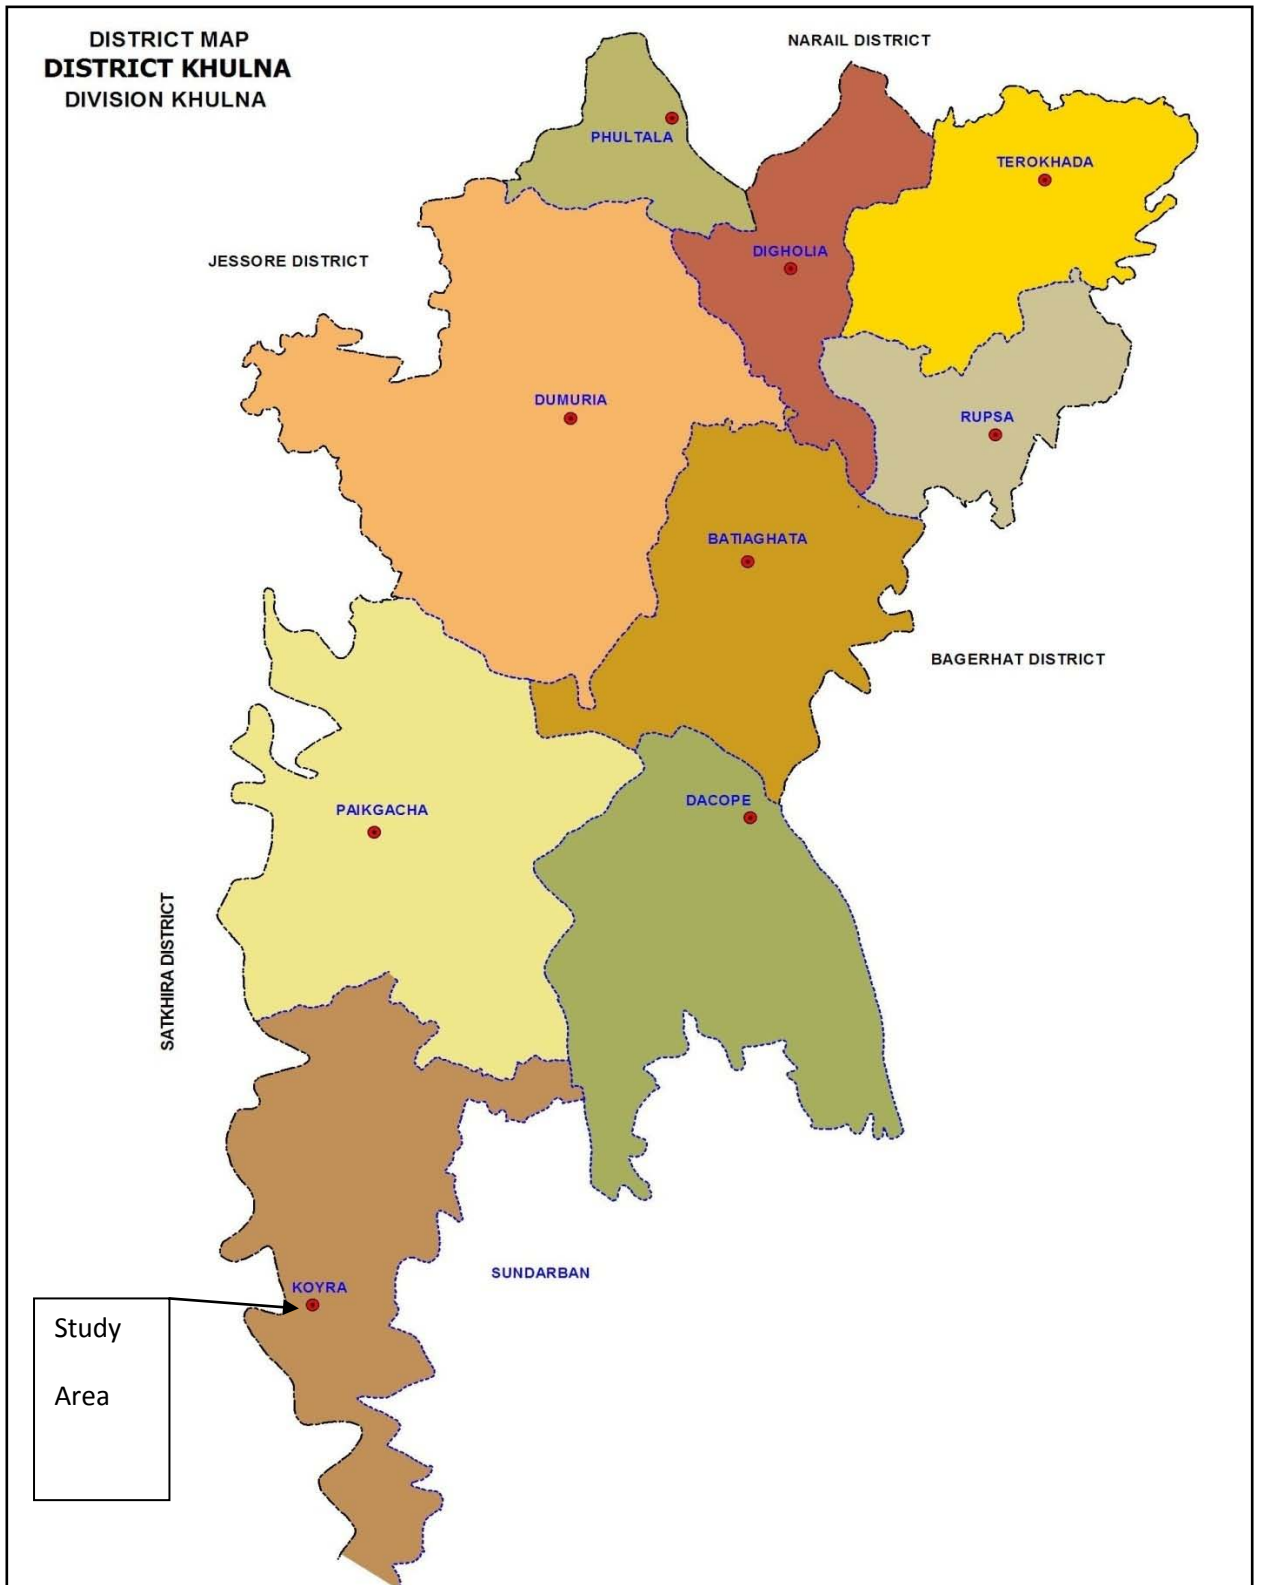 DISTRICT MAP
DISTRICT KHULNA
DIVISION KHULNA
NARAIL DISTRICT
PHULTALA
TEROKHADA
DIGHOLIA
JESSORE DISTRICT
DUMURIA
RUPSA
BATIAGHATA
BAGERHAT DISTRICT
PAIKGACHA
DACOPE
SATKHIRA DISTRICT
SUNDARBAN
KOYRA
Study
Area